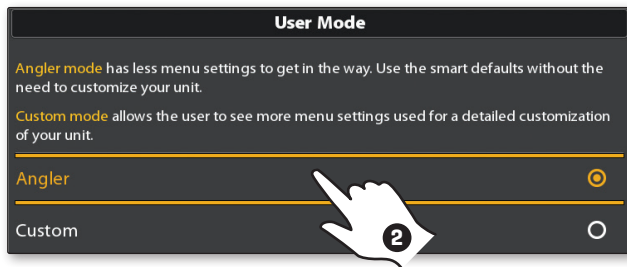 User Mode
Angler mode has less menu settings to get in the way. Use the smart defaults without the
need to customize your unit.
Custom mode allows the user to see more menu settings used for a detailed customization
of your unit.
Angler
Custom
2